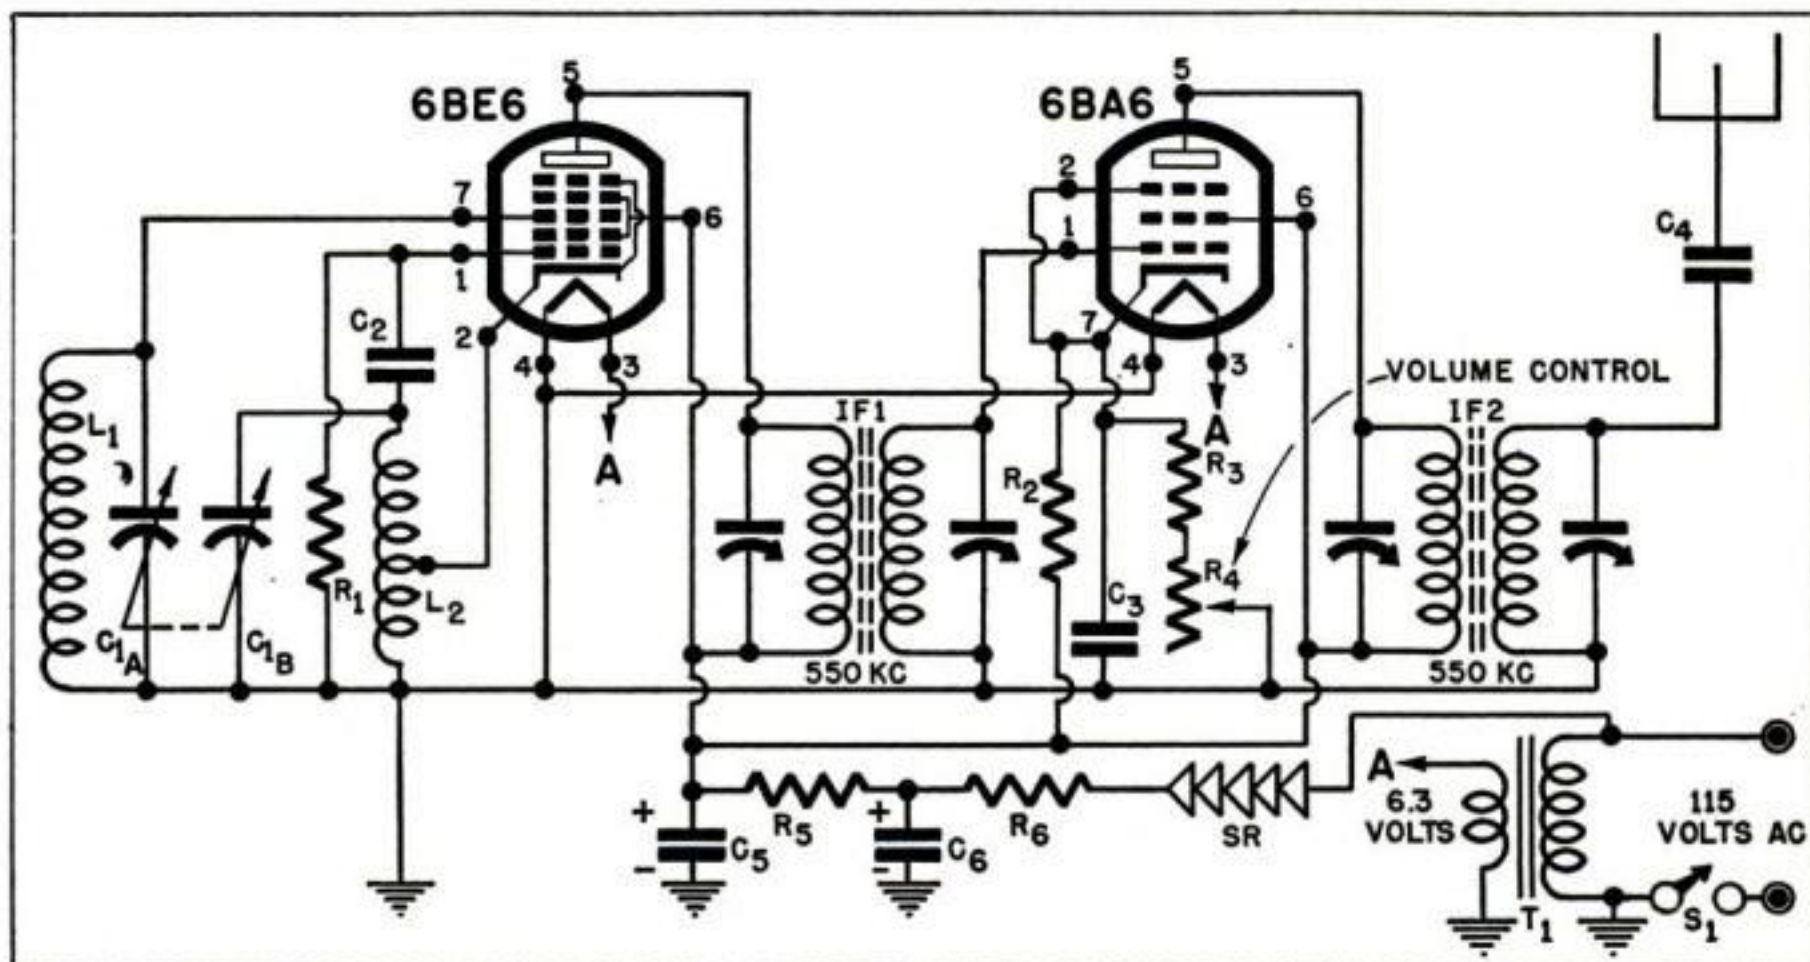 5
6BE6
7
1
2
4
3
6
A
5
6BA6
2
1
7
4
3
6
A
C4
C2
L1
C1A
C1B
R1
L2
IF1
550 KC
R2
C3
R3
R4
VOLUME CONTROL
IF2
550 KC
+
-
C5
R5
+
-
C6
R6
SR
A
6.3
VOLTS
T1
115
VOLTS AC
S1